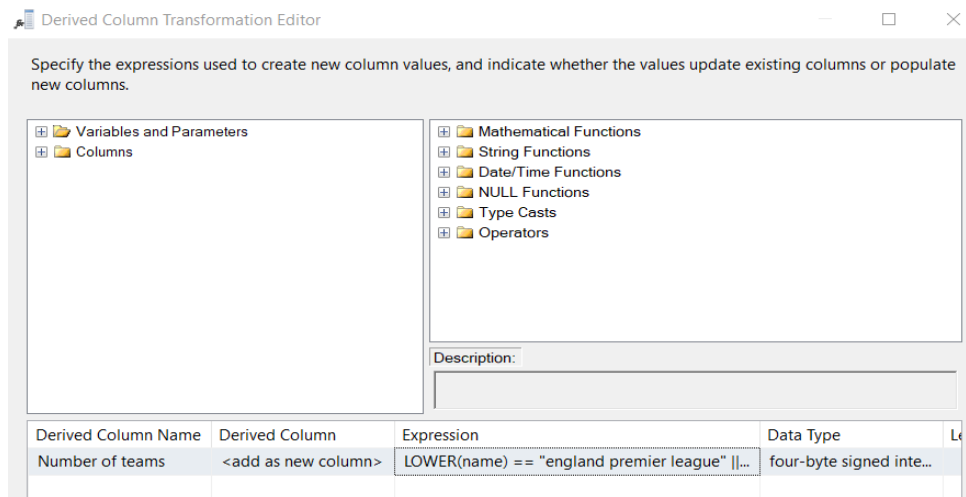 Derived Column Transformation Editor
Specify the expressions used to create new column values, and indicate whether the values update existing columns or populate
new columns.
Variables and Parameters
Columns
Mathematical Functions
String Functions
Date/Time Functions
NULL Functions
Type Casts
Operators
Description:
Derived Column Name Derived Column Expression Data Type
Number of teams <add as new column> LOWER(name) == "england premier league" ||... four-byte signed inte...